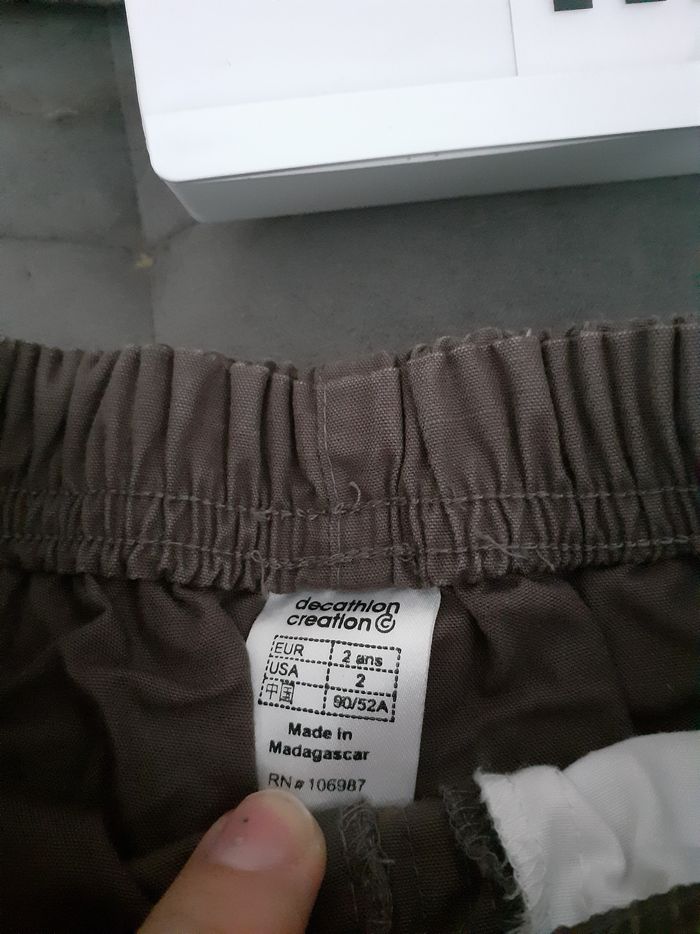 decathlon
creation ©
EUR 2 ans
USA 2
中国 90/52A
Made in
Madagascar
RN# 106987